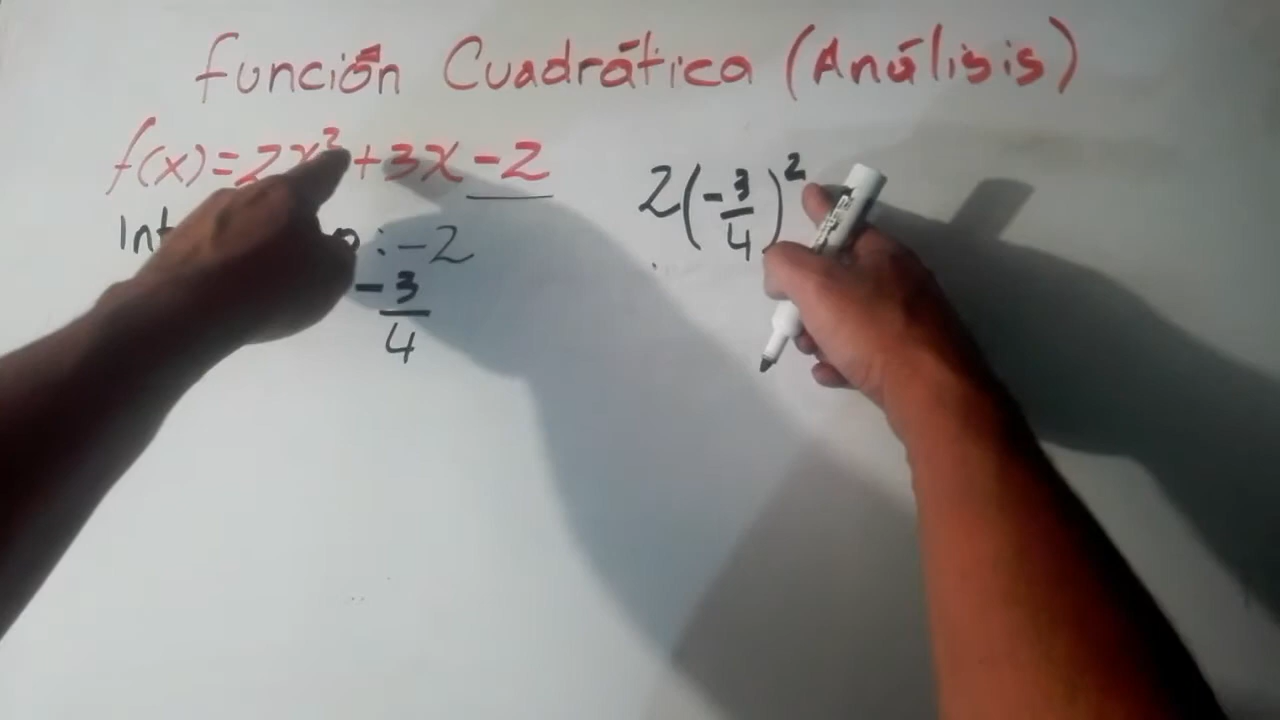 función Cuadrática (Análisis)
f(x)=2x²+3x-2
: -2
-3/4
2(-3/4)²